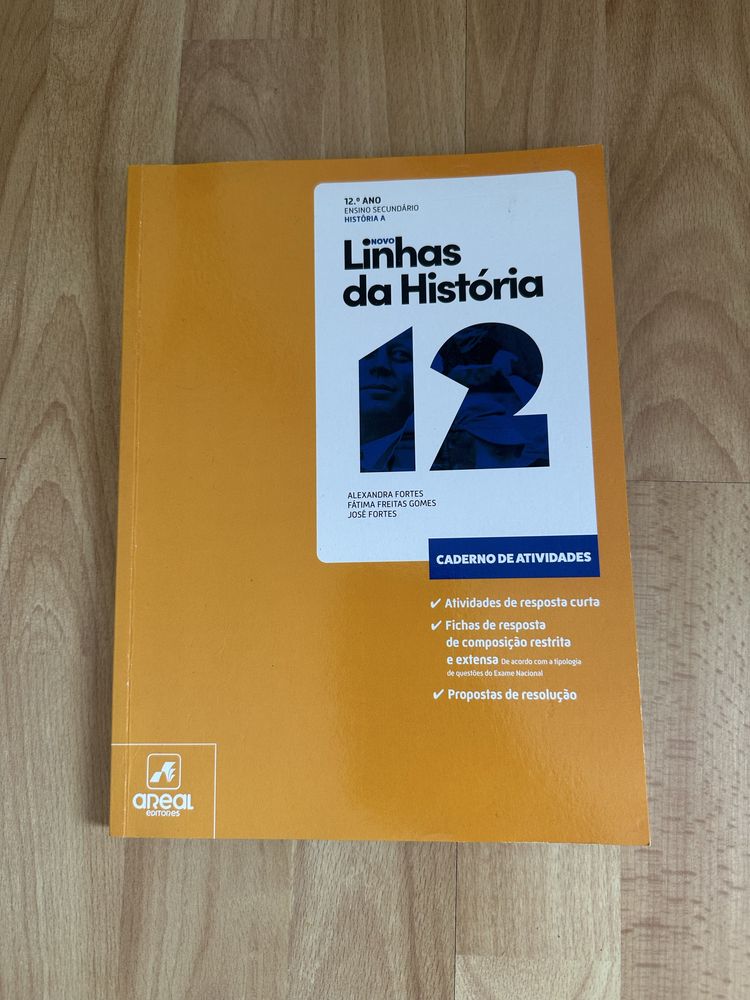 12.º ANO
ENSINO SECUNDÁRIO
HISTÓRIA A
NOVO
Linhas
da História
12
ALEXANDRA FORTES
FÁTIMA FREITAS GOMES
JOSÉ FORTES
CADERNO DE ATIVIDADES
✓ Atividades de resposta curta
✓ Fichas de resposta
de composição restrita
e extensa De acordo com a tipologia
de questões do Exame Nacional
✓ Propostas de resolução
AREAL
EDITORES